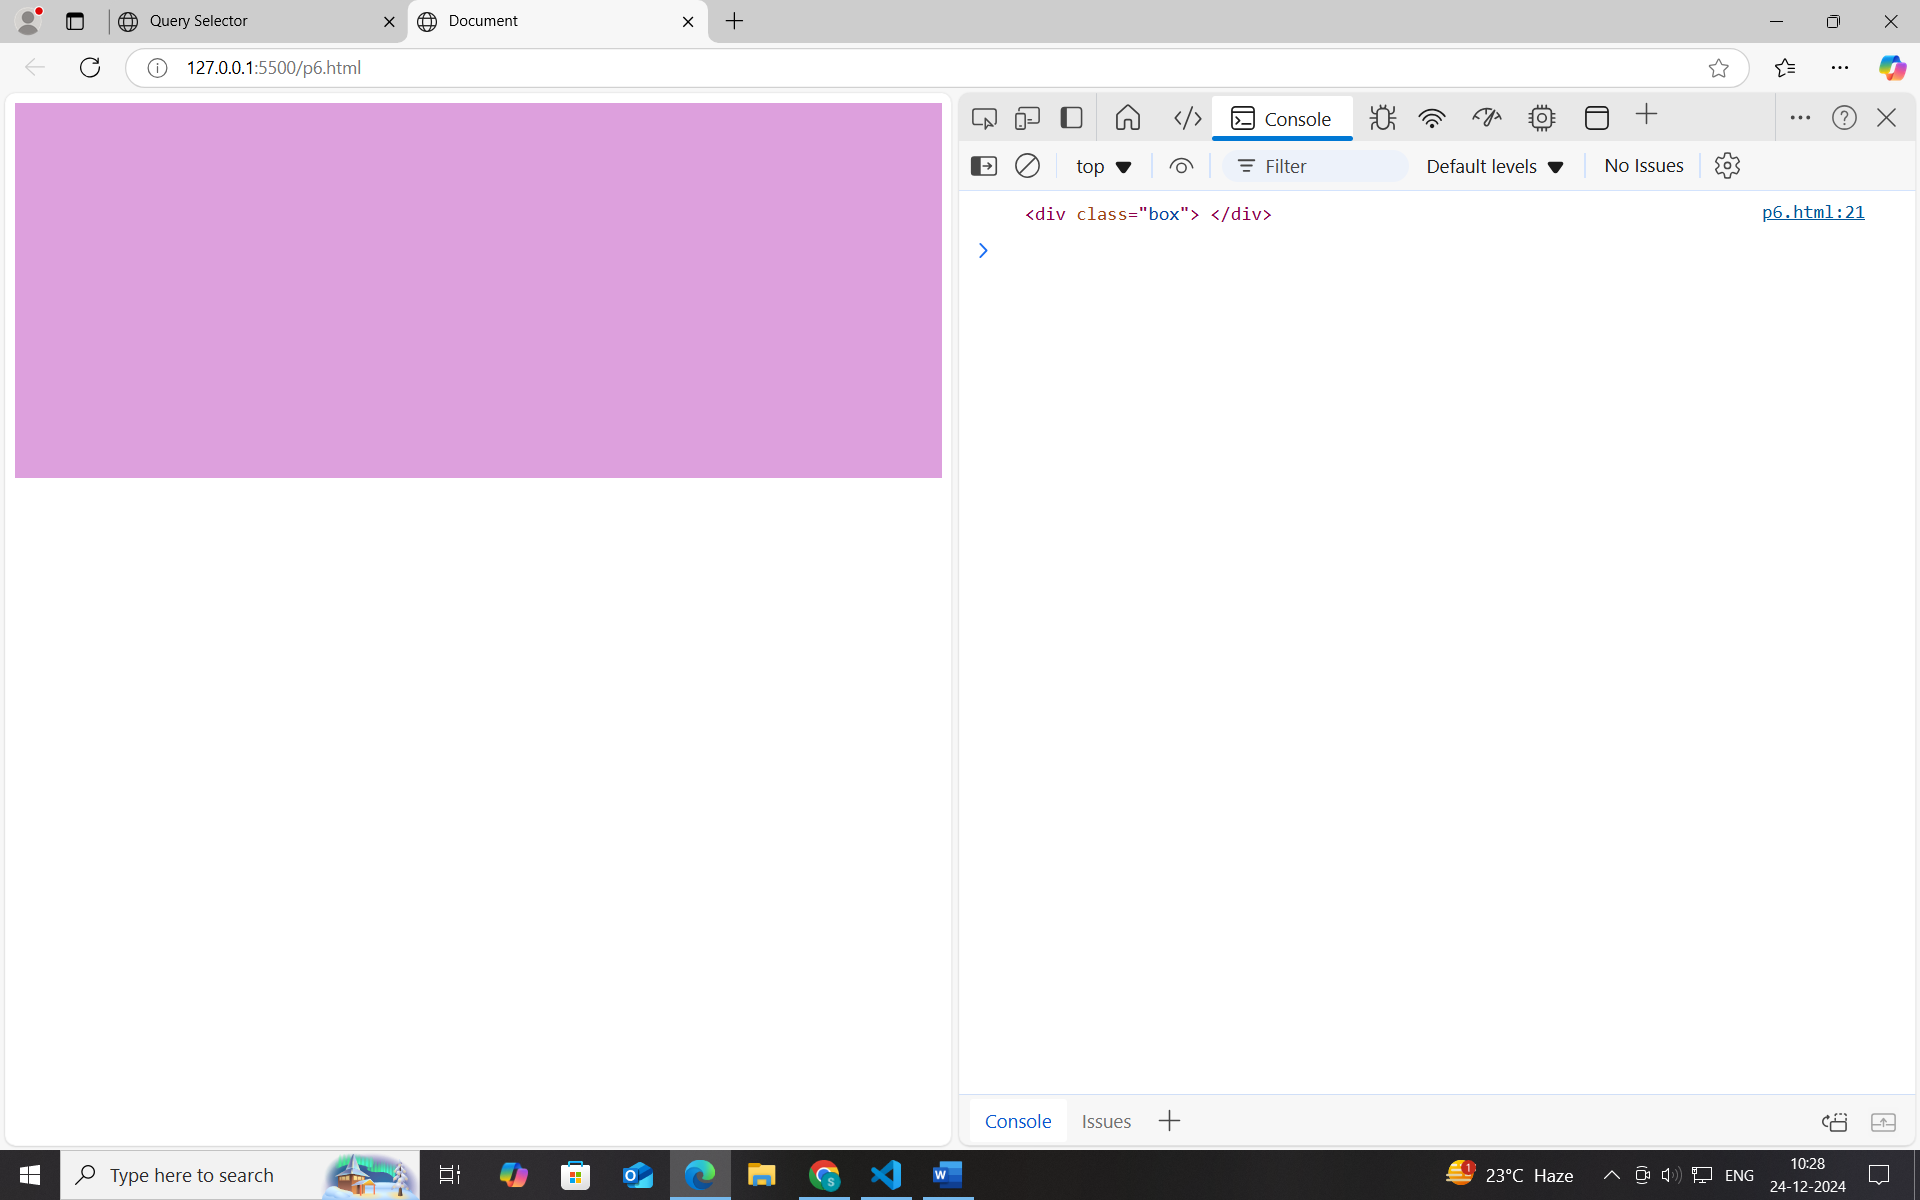 Query Selector
Document
127.0.0.1:5500/p6.html
Console
top
Filter
Default levels
No Issues
<div class="box"> </div>
p6.html:21
Console
Issues
Type here to search
1
23°C Haze
ENG
10:28
24-12-2024